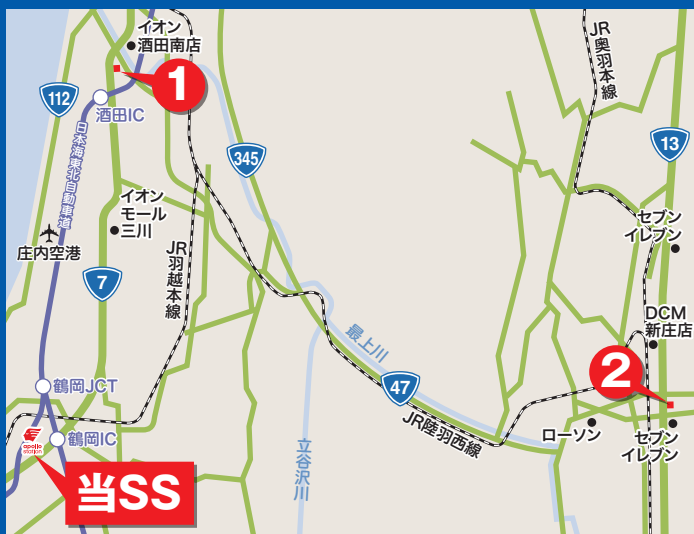 イオン
酒田南店
1
112
酒田IC
日本海東北自動車道
345
JR奥羽本線
13
セブン
イレブン
イオン
モール
三川
庄内空港
JR羽越本線
7
DCM
新庄店
最上川
2
47
鶴岡JCT
JR陸羽西線
ローソン
セブン
イレブン
鶴岡IC
apollo
station
立谷沢川
当SS